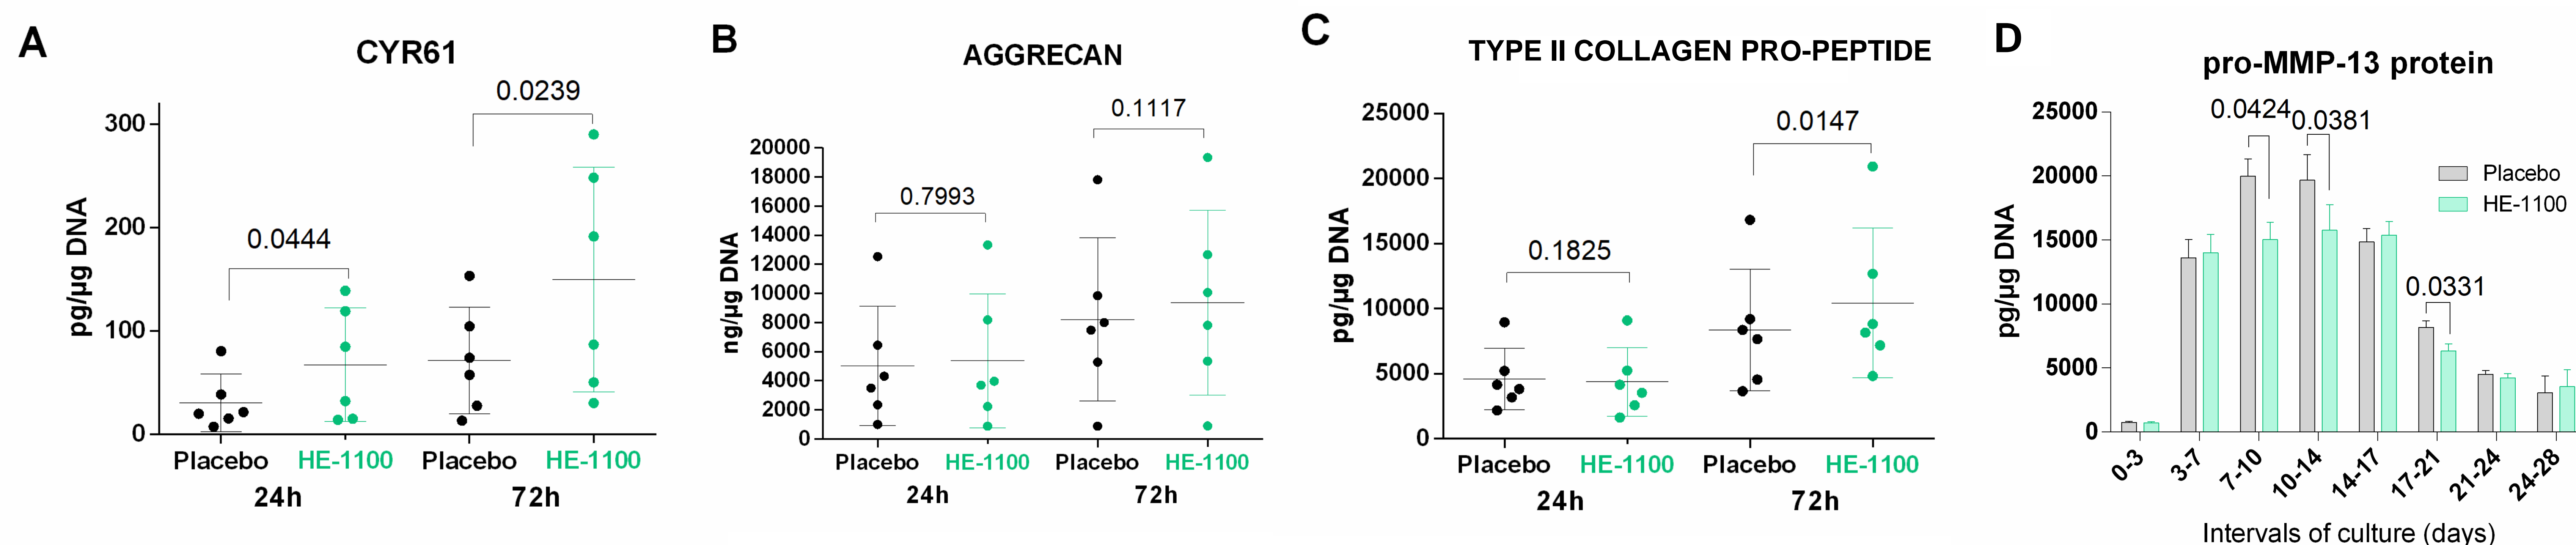 A
CYR61
pg/µg DNA
300
200
100
0
0.0444
0.0239
Placebo HE-1100 Placebo HE-1100
24h 72h
B
AGGRECAN
ng/µg DNA
20000
18000
16000
14000
12000
10000
8000
6000
4000
2000
0
0.7993
0.1117
Placebo HE-1100 Placebo HE-1100
24h 72h
C
TYPE II COLLAGEN PRO-PEPTIDE
pg/µg DNA
25000
20000
15000
10000
5000
0
0.1825
0.0147
Placebo HE-1100 Placebo HE-1100
24h 72h
D
pro-MMP-13 protein
pg/µg DNA
25000
20000
15000
10000
5000
0
0.0424
0.0381
0.0331
Placebo
HE-1100
0-3 3-7 7-10 10-14 14-17 17-21 21-24 24-28
Intervals of culture (days)